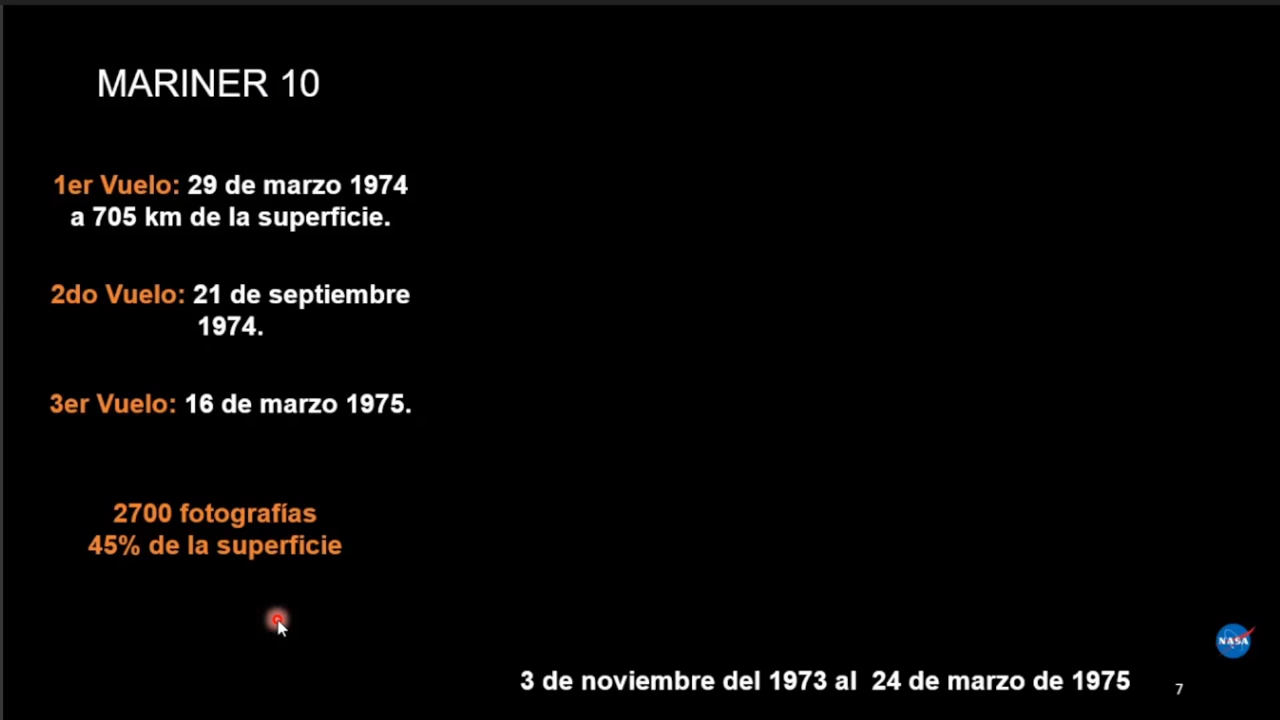 MARINER 10
1er Vuelo: 29 de marzo 1974
a 705 km de la superficie.
2do Vuelo: 21 de septiembre
1974.
3er Vuelo: 16 de marzo 1975.
2700 fotografías
45% de la superficie
NASA
3 de noviembre del 1973 al 24 de marzo de 1975
7